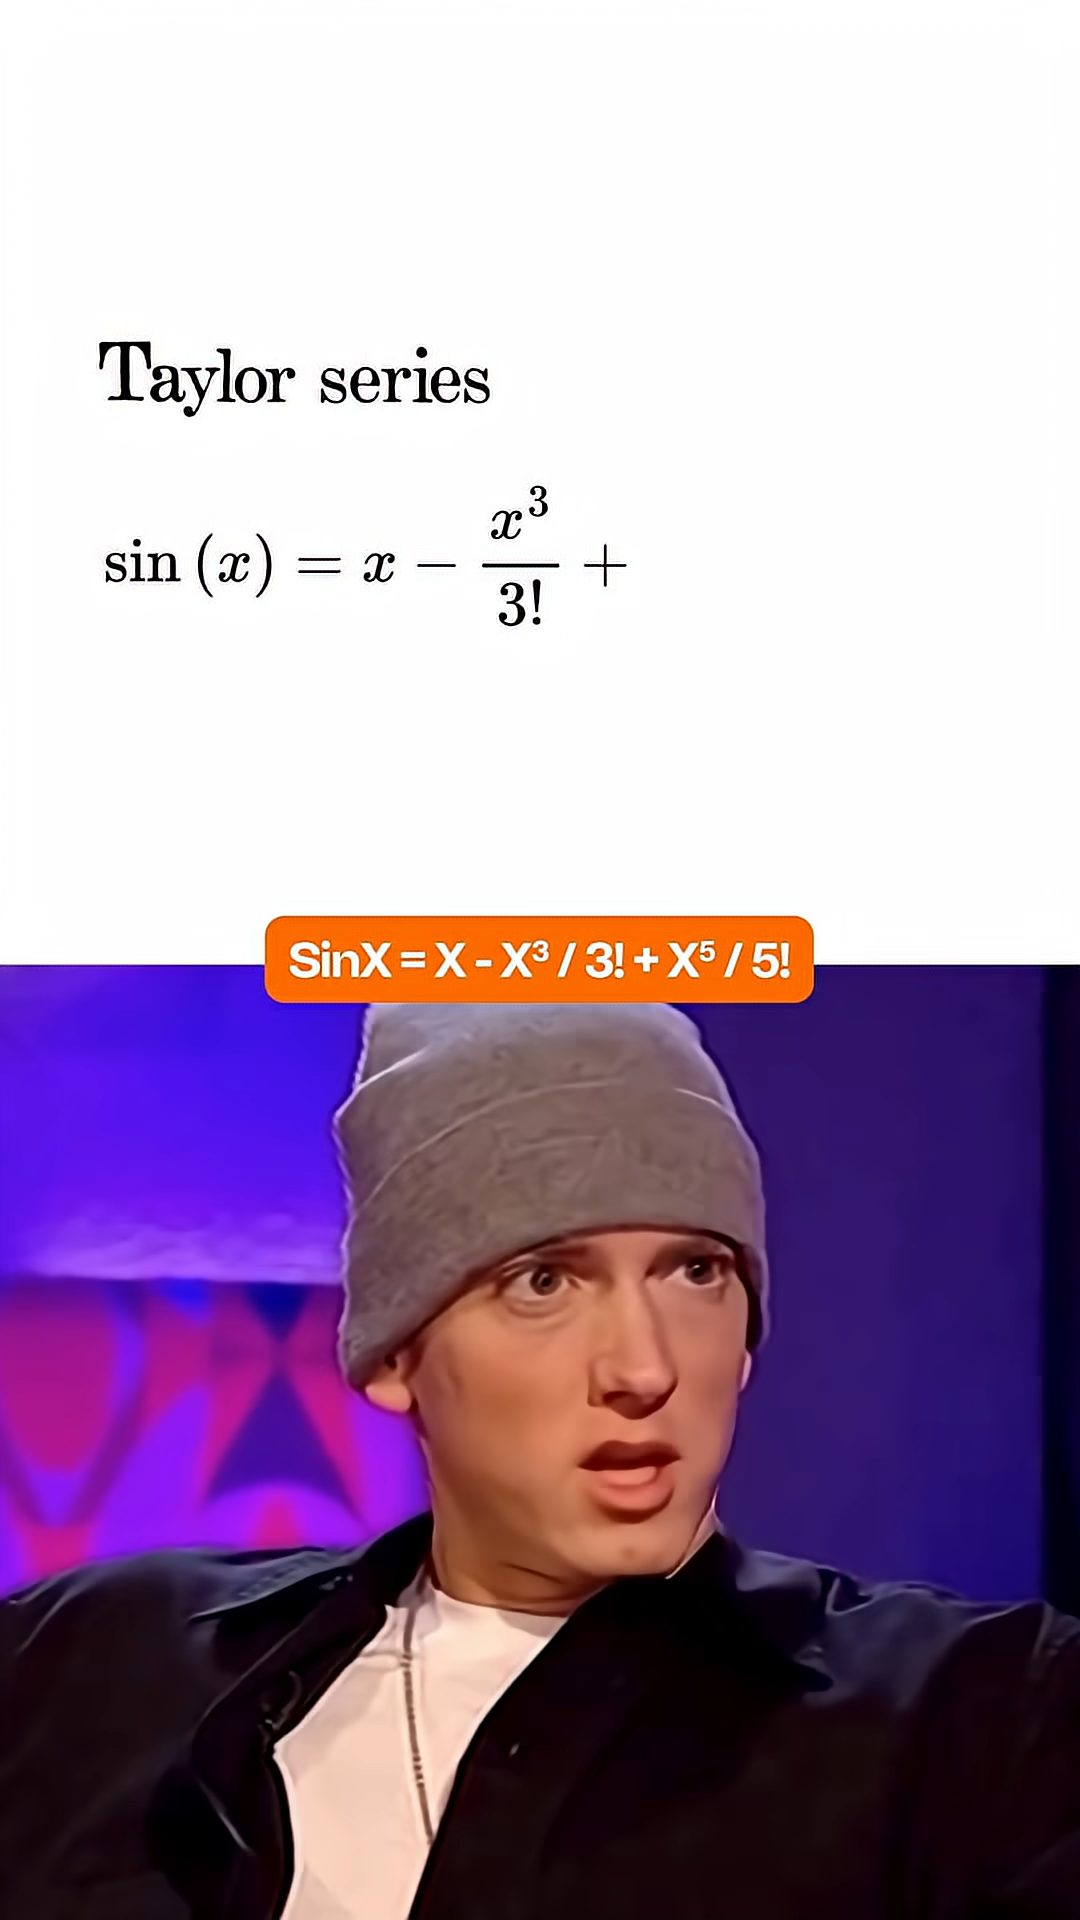 Taylor series
sin (x) = x − x³/3! +
SinX = X - X³ / 3! + X⁵ / 5!